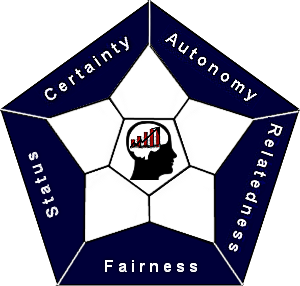 Certainty
Autonomy
Status
Relatedness
Fairness